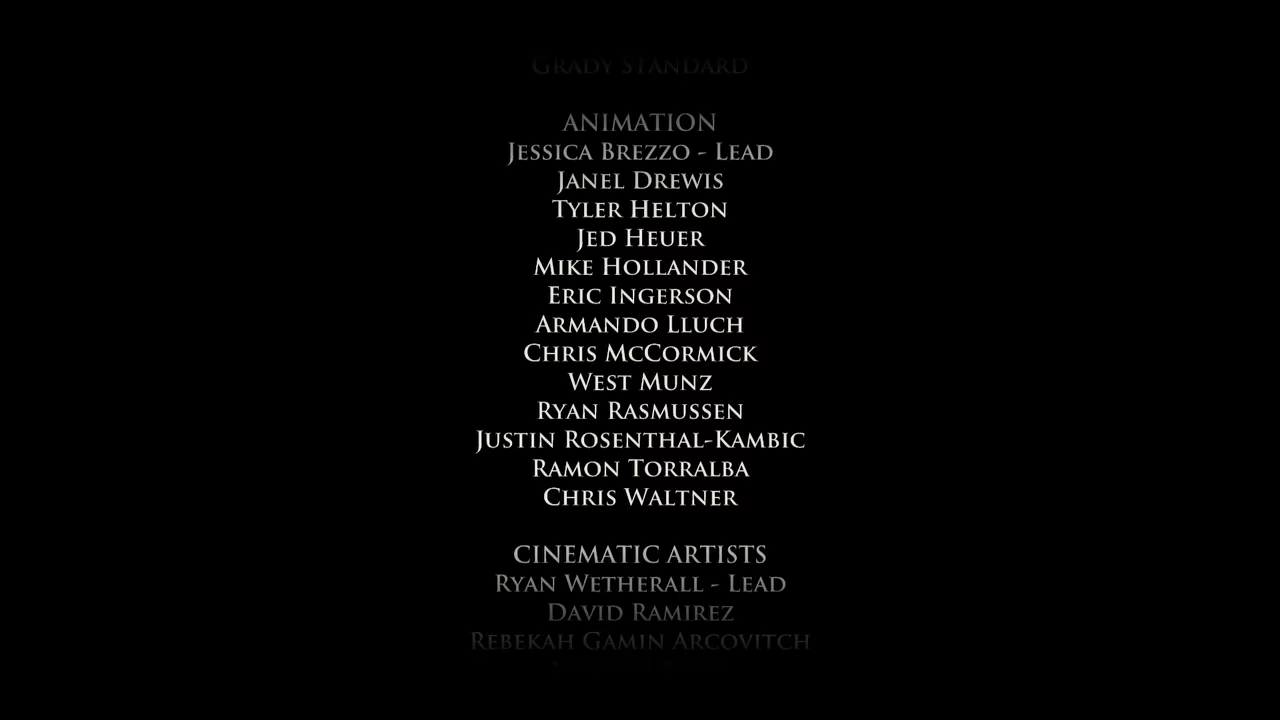 Grady Standard
ANIMATION
Jessica Brezzo - Lead
Janel Drewis
Tyler Helton
Jed Heuer
Mike Hollander
Eric Ingerson
Armando Lluch
Chris McCormick
West Munz
Ryan Rasmussen
Justin Rosenthal-Kambic
Ramon Torralba
Chris Waltner
CINEMATIC ARTISTS
Ryan Wetherall - Lead
David Ramirez
Rebekah Gamin Arcovitch